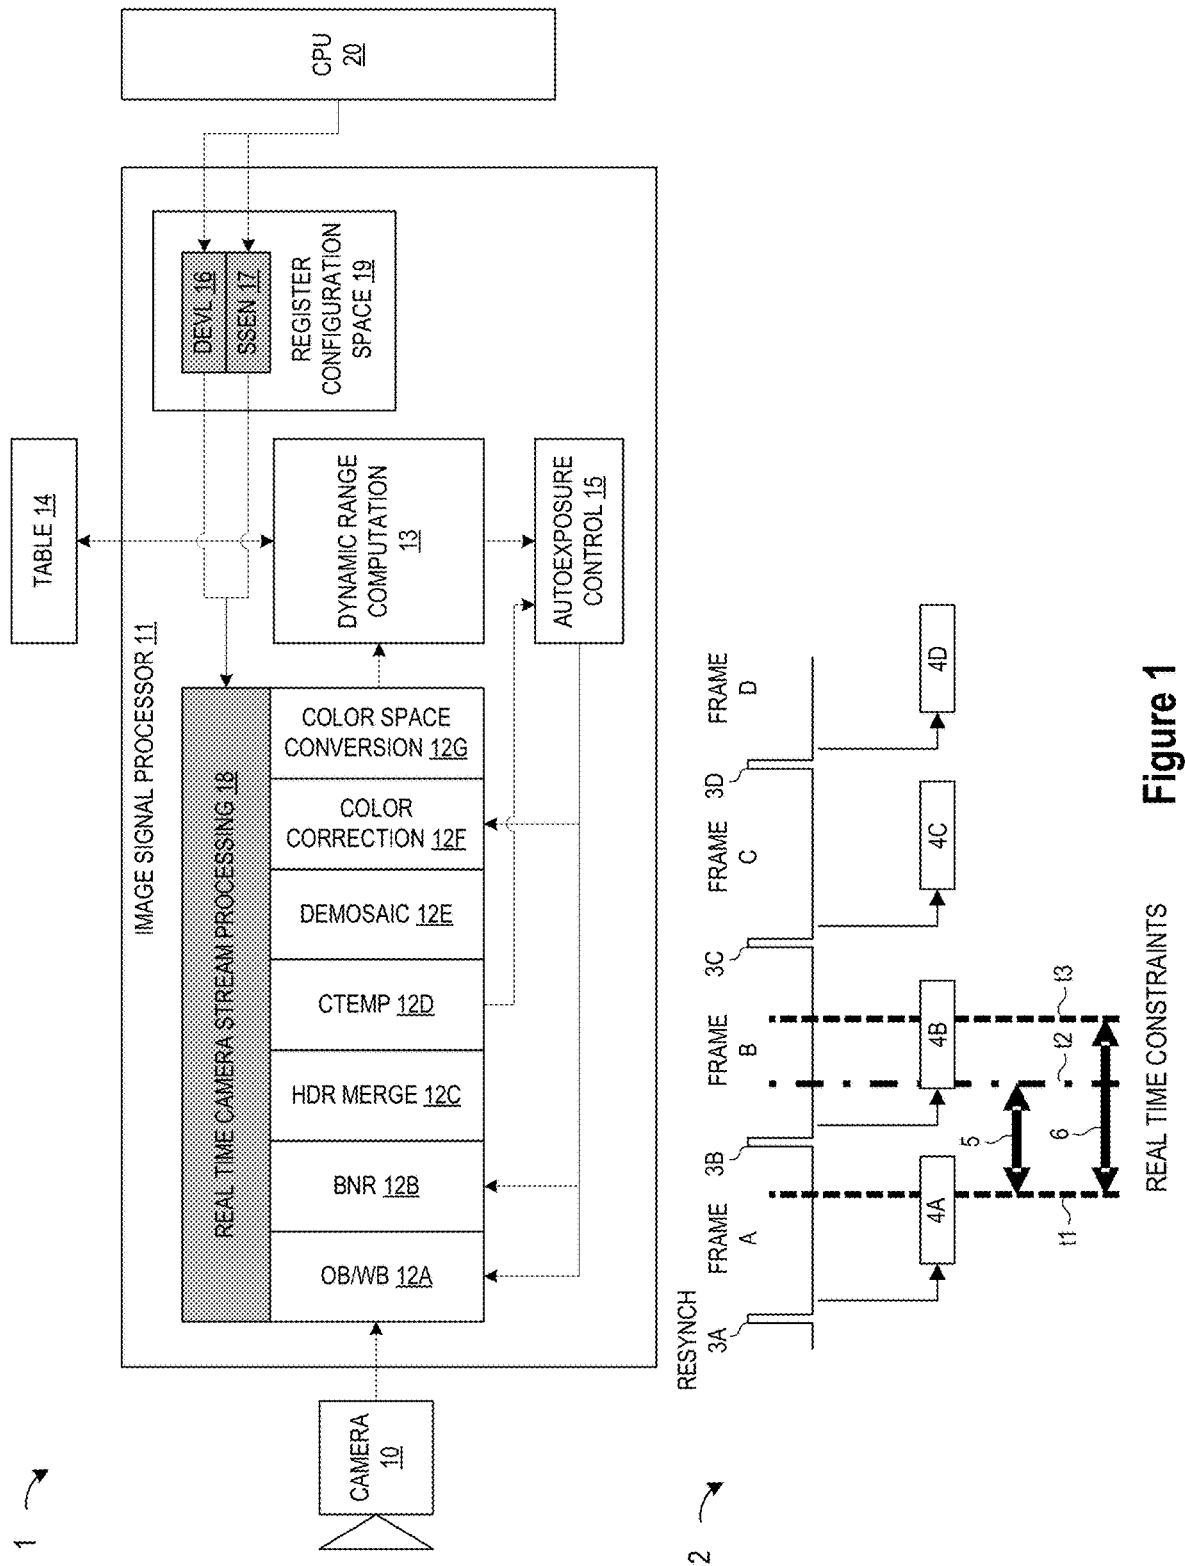 1
CAMERA
10
IMAGE SIGNAL PROCESSOR 11
REAL TIME CAMERA STREAM PROCESSING 18
OB/WB 12A
BNR 12B
HDR MERGE 12C
CTEMP 12D
DEMOSAIC 12E
COLOR
CORRECTION 12F
COLOR SPACE
CONVERSION 12G
TABLE 14
DYNAMIC RANGE
COMPUTATION
13
AUTOEXPOSURE
CONTROL 15
DEVL 16
SSEN 17
REGISTER
CONFIGURATION
SPACE 19
CPU
20
2
RESYNCH
3A
FRAME
A
3B
FRAME
B
3C
FRAME
C
3D
FRAME
D
4A
4B
4C
4D
5
6
t1
t2
t3
REAL TIME CONSTRAINTS
Figure 1